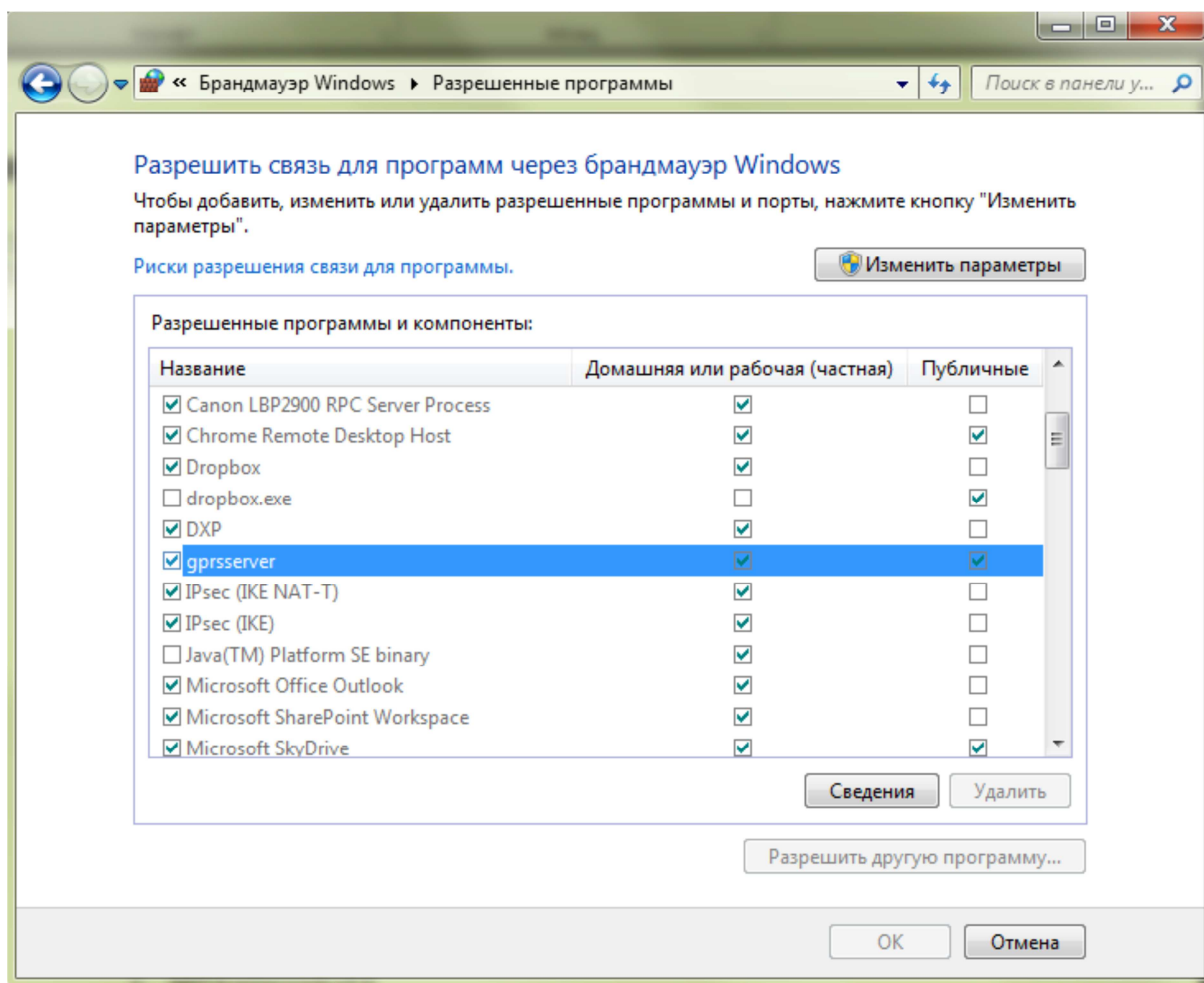 « Брандмауэр Windows Разрешенные программы
Поиск в панели у...
Разрешить связь для программ через брандмауэр Windows
Чтобы добавить, изменить или удалить разрешенные программы и порты, нажмите кнопку "Изменить
параметры".
Риски разрешения связи для программы.
Изменить параметры
Разрешенные программы и компоненты:
Название Домашняя или рабочая (частная) Публичные
Canon LBP2900 RPC Server Process
Chrome Remote Desktop Host
Dropbox
dropbox.exe
DXP
gprsserver
IPsec (IKE NAT-T)
IPsec (IKE)
Java(TM) Platform SE binary
Microsoft Office Outlook
Microsoft SharePoint Workspace
Microsoft SkyDrive
Сведения Удалить
Разрешить другую программу...
ОК Отмена